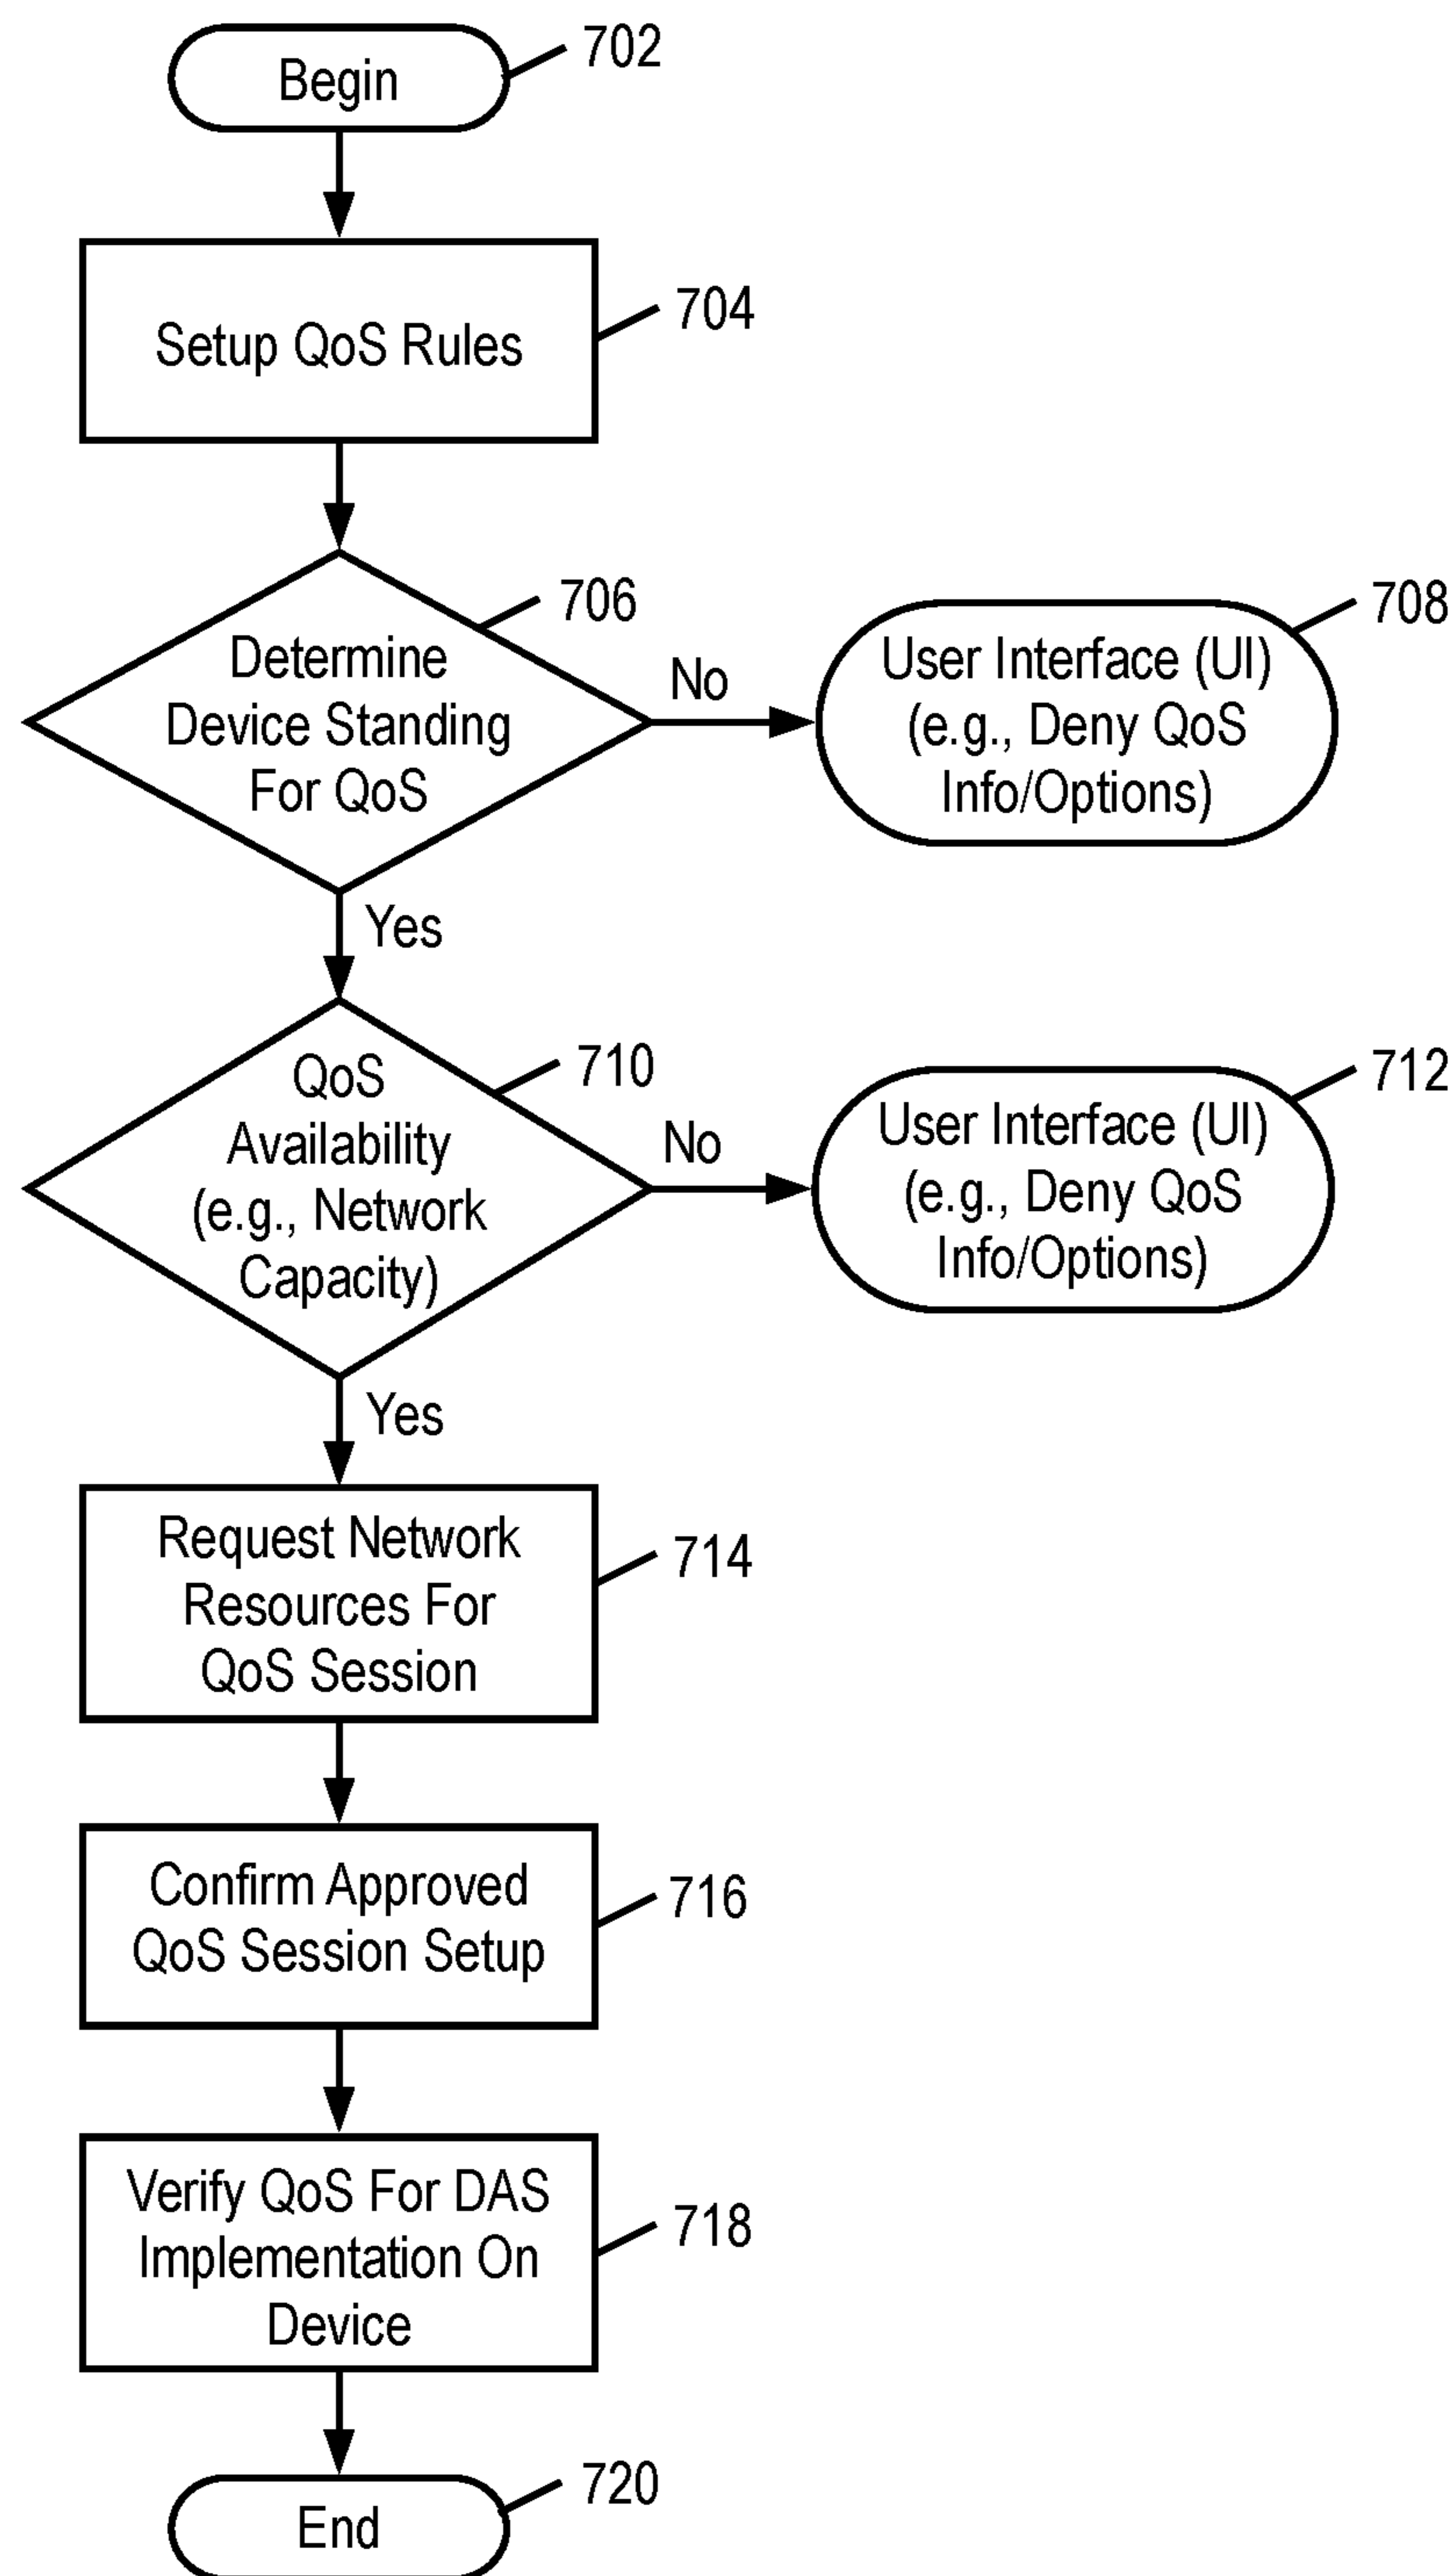 Begin
702
Setup QoS Rules
704
706
Determine
Device Standing
For QoS
No
708
User Interface (UI)
(e.g., Deny QoS
Info/Options)
Yes
710
QoS
Availability
(e.g., Network
Capacity)
No
712
User Interface (UI)
(e.g., Deny QoS
Info/Options)
Yes
Request Network
Resources For
QoS Session
714
Confirm Approved
QoS Session Setup
716
Verify QoS For DAS
Implementation On
Device
718
End
720